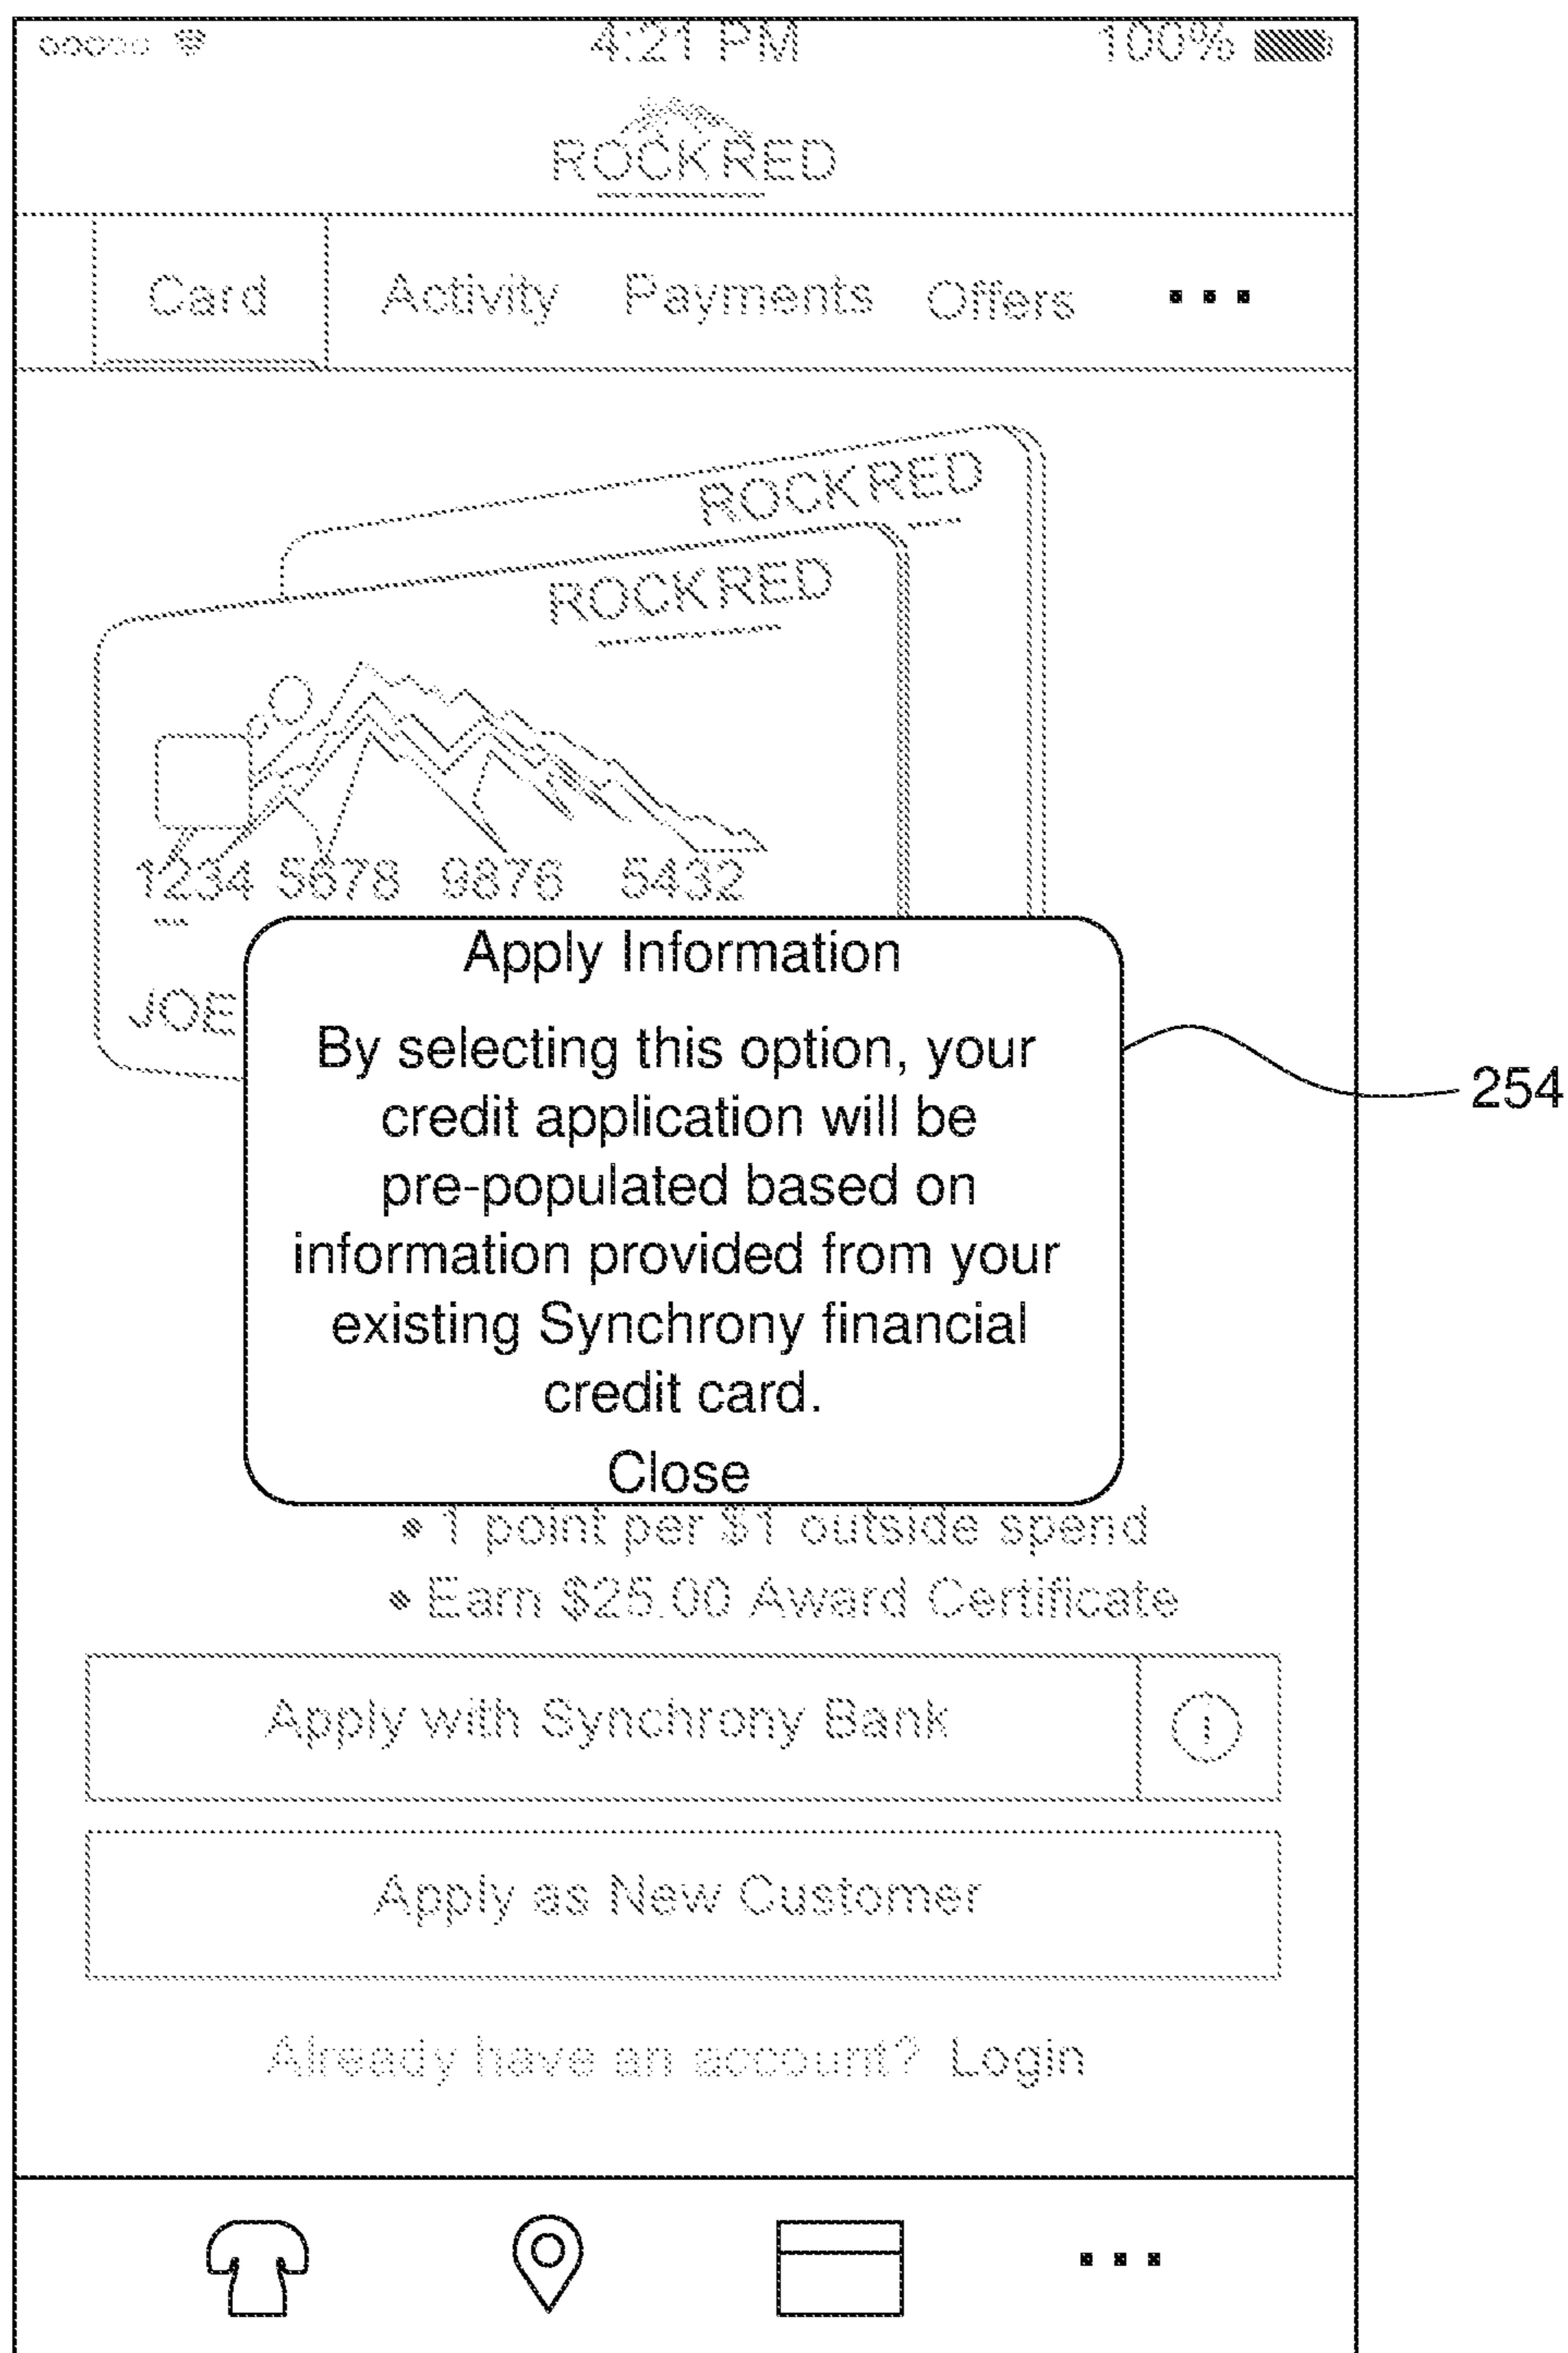 4:21 PM 100%
ROCKRED
Card Activity Payments Offers ...
ROCKRED
ROCKRED
1234 5678 9876 5432
JOE
Apply Information
By selecting this option, your
credit application will be
pre-populated based on
information provided from your
existing Synchrony financial
credit card.
Close
254
• 1 point per $1 outside spend
• Earn $25.00 Award Certificate
Apply with Synchrony Bank i
Apply as New Customer
Already have an account? Login
...